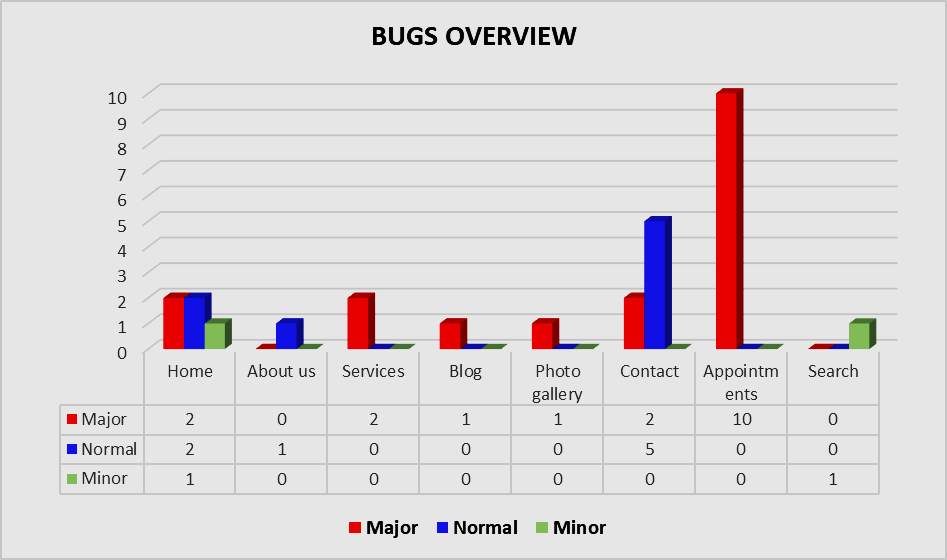 BUGS OVERVIEW
10
9
8
7
6
5
4
3
2
1
0
Home About us Services Blog Photo gallery Contact Appointm ents Search
Major 2 0 2 1 1 2 10 0
Normal 2 1 0 0 0 5 0 0
Minor 1 0 0 0 0 0 0 1
Major Normal Minor